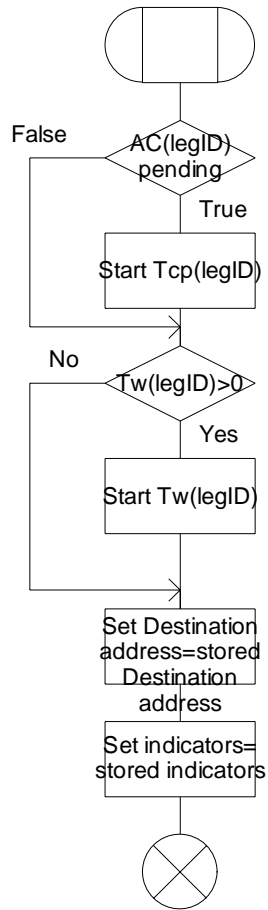 False
AC(legID)
pending
True
Start Tcp(legID)
No
Tw(legID)>0
Yes
Start Tw(legID)
Set Destination
address=stored
Destination
address
Set indicators=
stored indicators